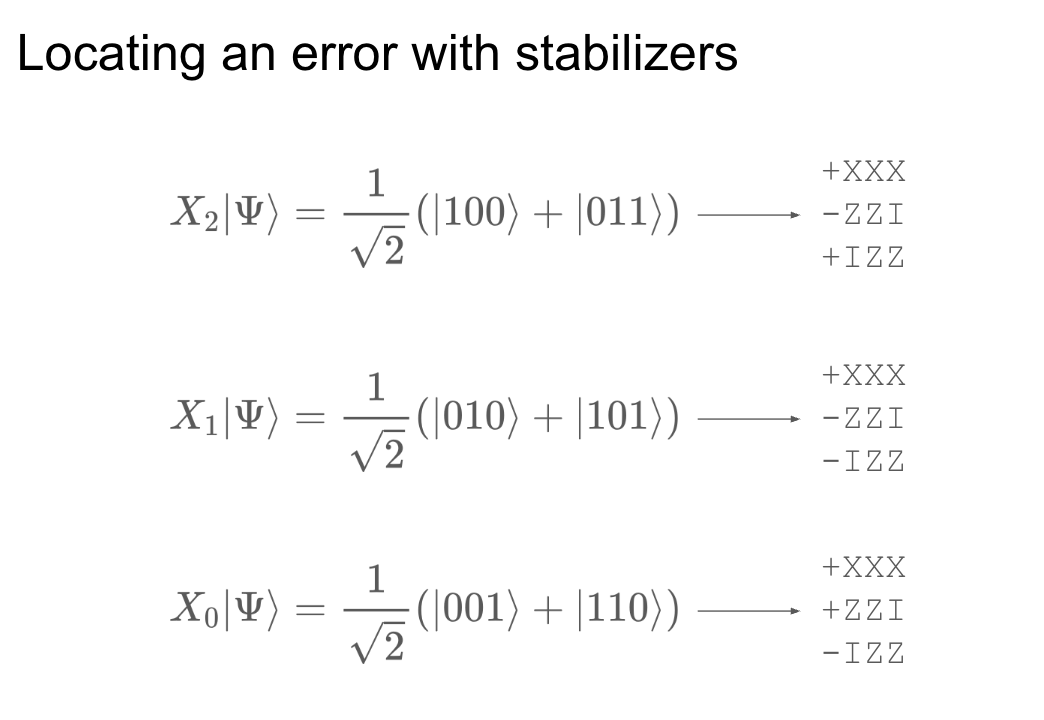 Locating an error with stabilizers
X₂|Ψ⟩ = 1/√2 (|100⟩ + |011⟩)
+XXX
-ZZI
+IZZ
X₁|Ψ⟩ = 1/√2 (|010⟩ + |101⟩)
+XXX
-ZZI
-IZZ
X₀|Ψ⟩ = 1/√2 (|001⟩ + |110⟩)
+XXX
+ZZI
-IZZ